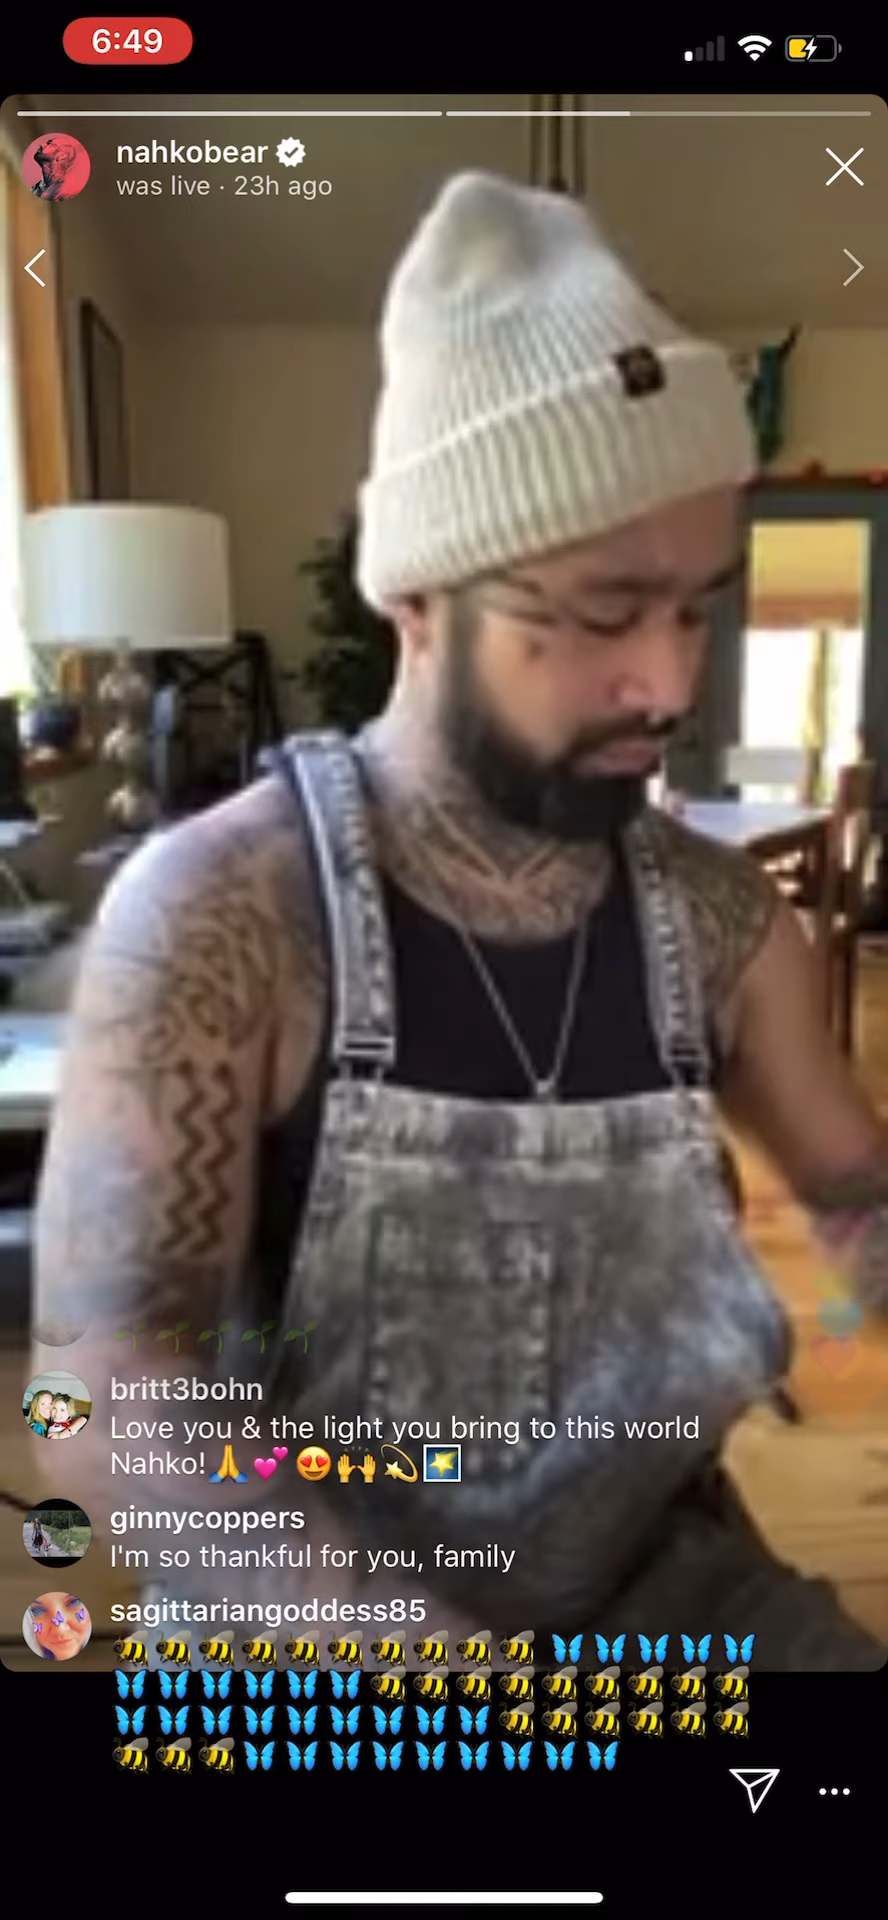 6:49
nahkobear
was live · 23h ago
🌱🌱🌱🌱🌱
britt3bohn
Love you & the light you bring to this world
Nahko!🙏💕😍🙌💫🌠
ginnycoppers
I'm so thankful for you, family
sagittariangoddess85
🐝🐝🐝🐝🐝🐝🐝🐝🐝🐝🦋🦋🦋🦋🦋
🦋🦋🦋🦋🦋🦋🐝🐝🐝🐝🐝🐝🐝🐝🐝
🦋🦋🦋🦋🦋🦋🦋🦋🦋🐝🐝🐝🐝🐝🐝
🐝🐝🐝🦋🦋🦋🦋🦋🦋🦋🦋🦋